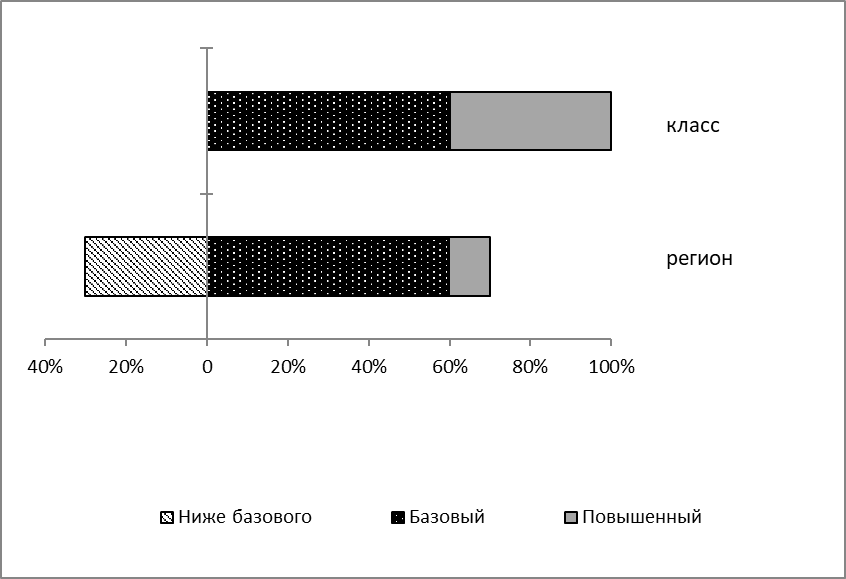 класс
регион
40% 20% 0 20% 40% 60% 80% 100%
Ниже базового Базовый Повышенный